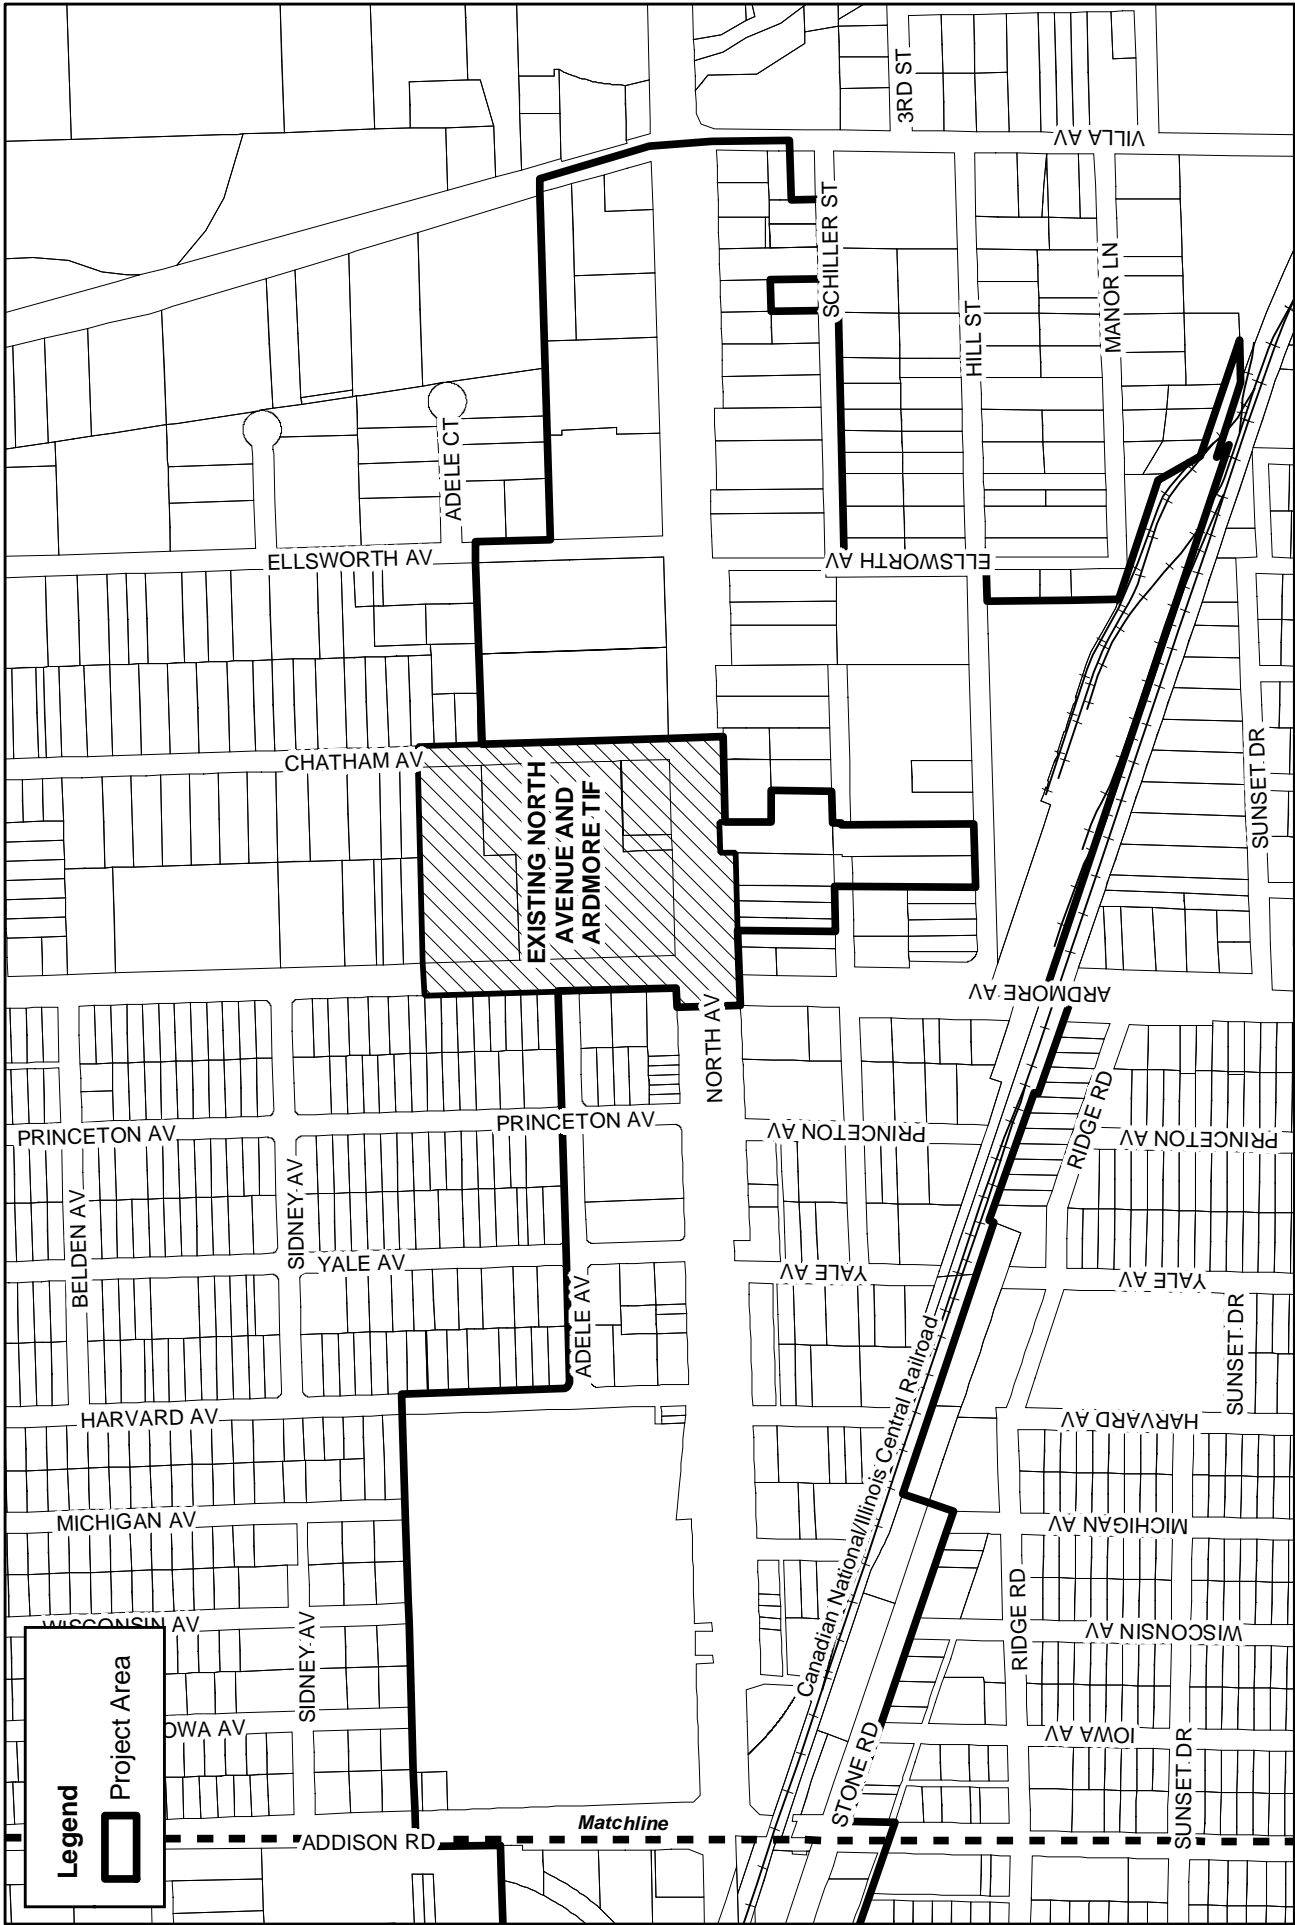 Legend
Project Area
ADDISON RD
Matchline
STONE RD
SUNSET DR
OWA AV
IOWA AV
WISCONSIN AV
SIDNEY AV
RIDGE RD
WISCONSIN AV
MICHIGAN AV
MICHIGAN AV
Canadian National/Illinois Central Railroad
HARVARD AV
HARVARD AV
SUNSET DR
ADELE AV
BELDEN AV
YALE AV
YALE AV
YALE AV
SIDNEY AV
PRINCETON AV
PRINCETON AV
PRINCETON AV
PRINCETON AV
RIDGE RD
NORTH AV
ARDMORE AV
EXISTING NORTH
AVENUE AND
ARDMORE TIF
CHATHAM AV
SUNSET DR
ELLSWORTH AV
ELLSWORTH AV
ADELE CT
HILL ST
MANOR LN
SCHILLER ST
3RD ST
VILLA AV